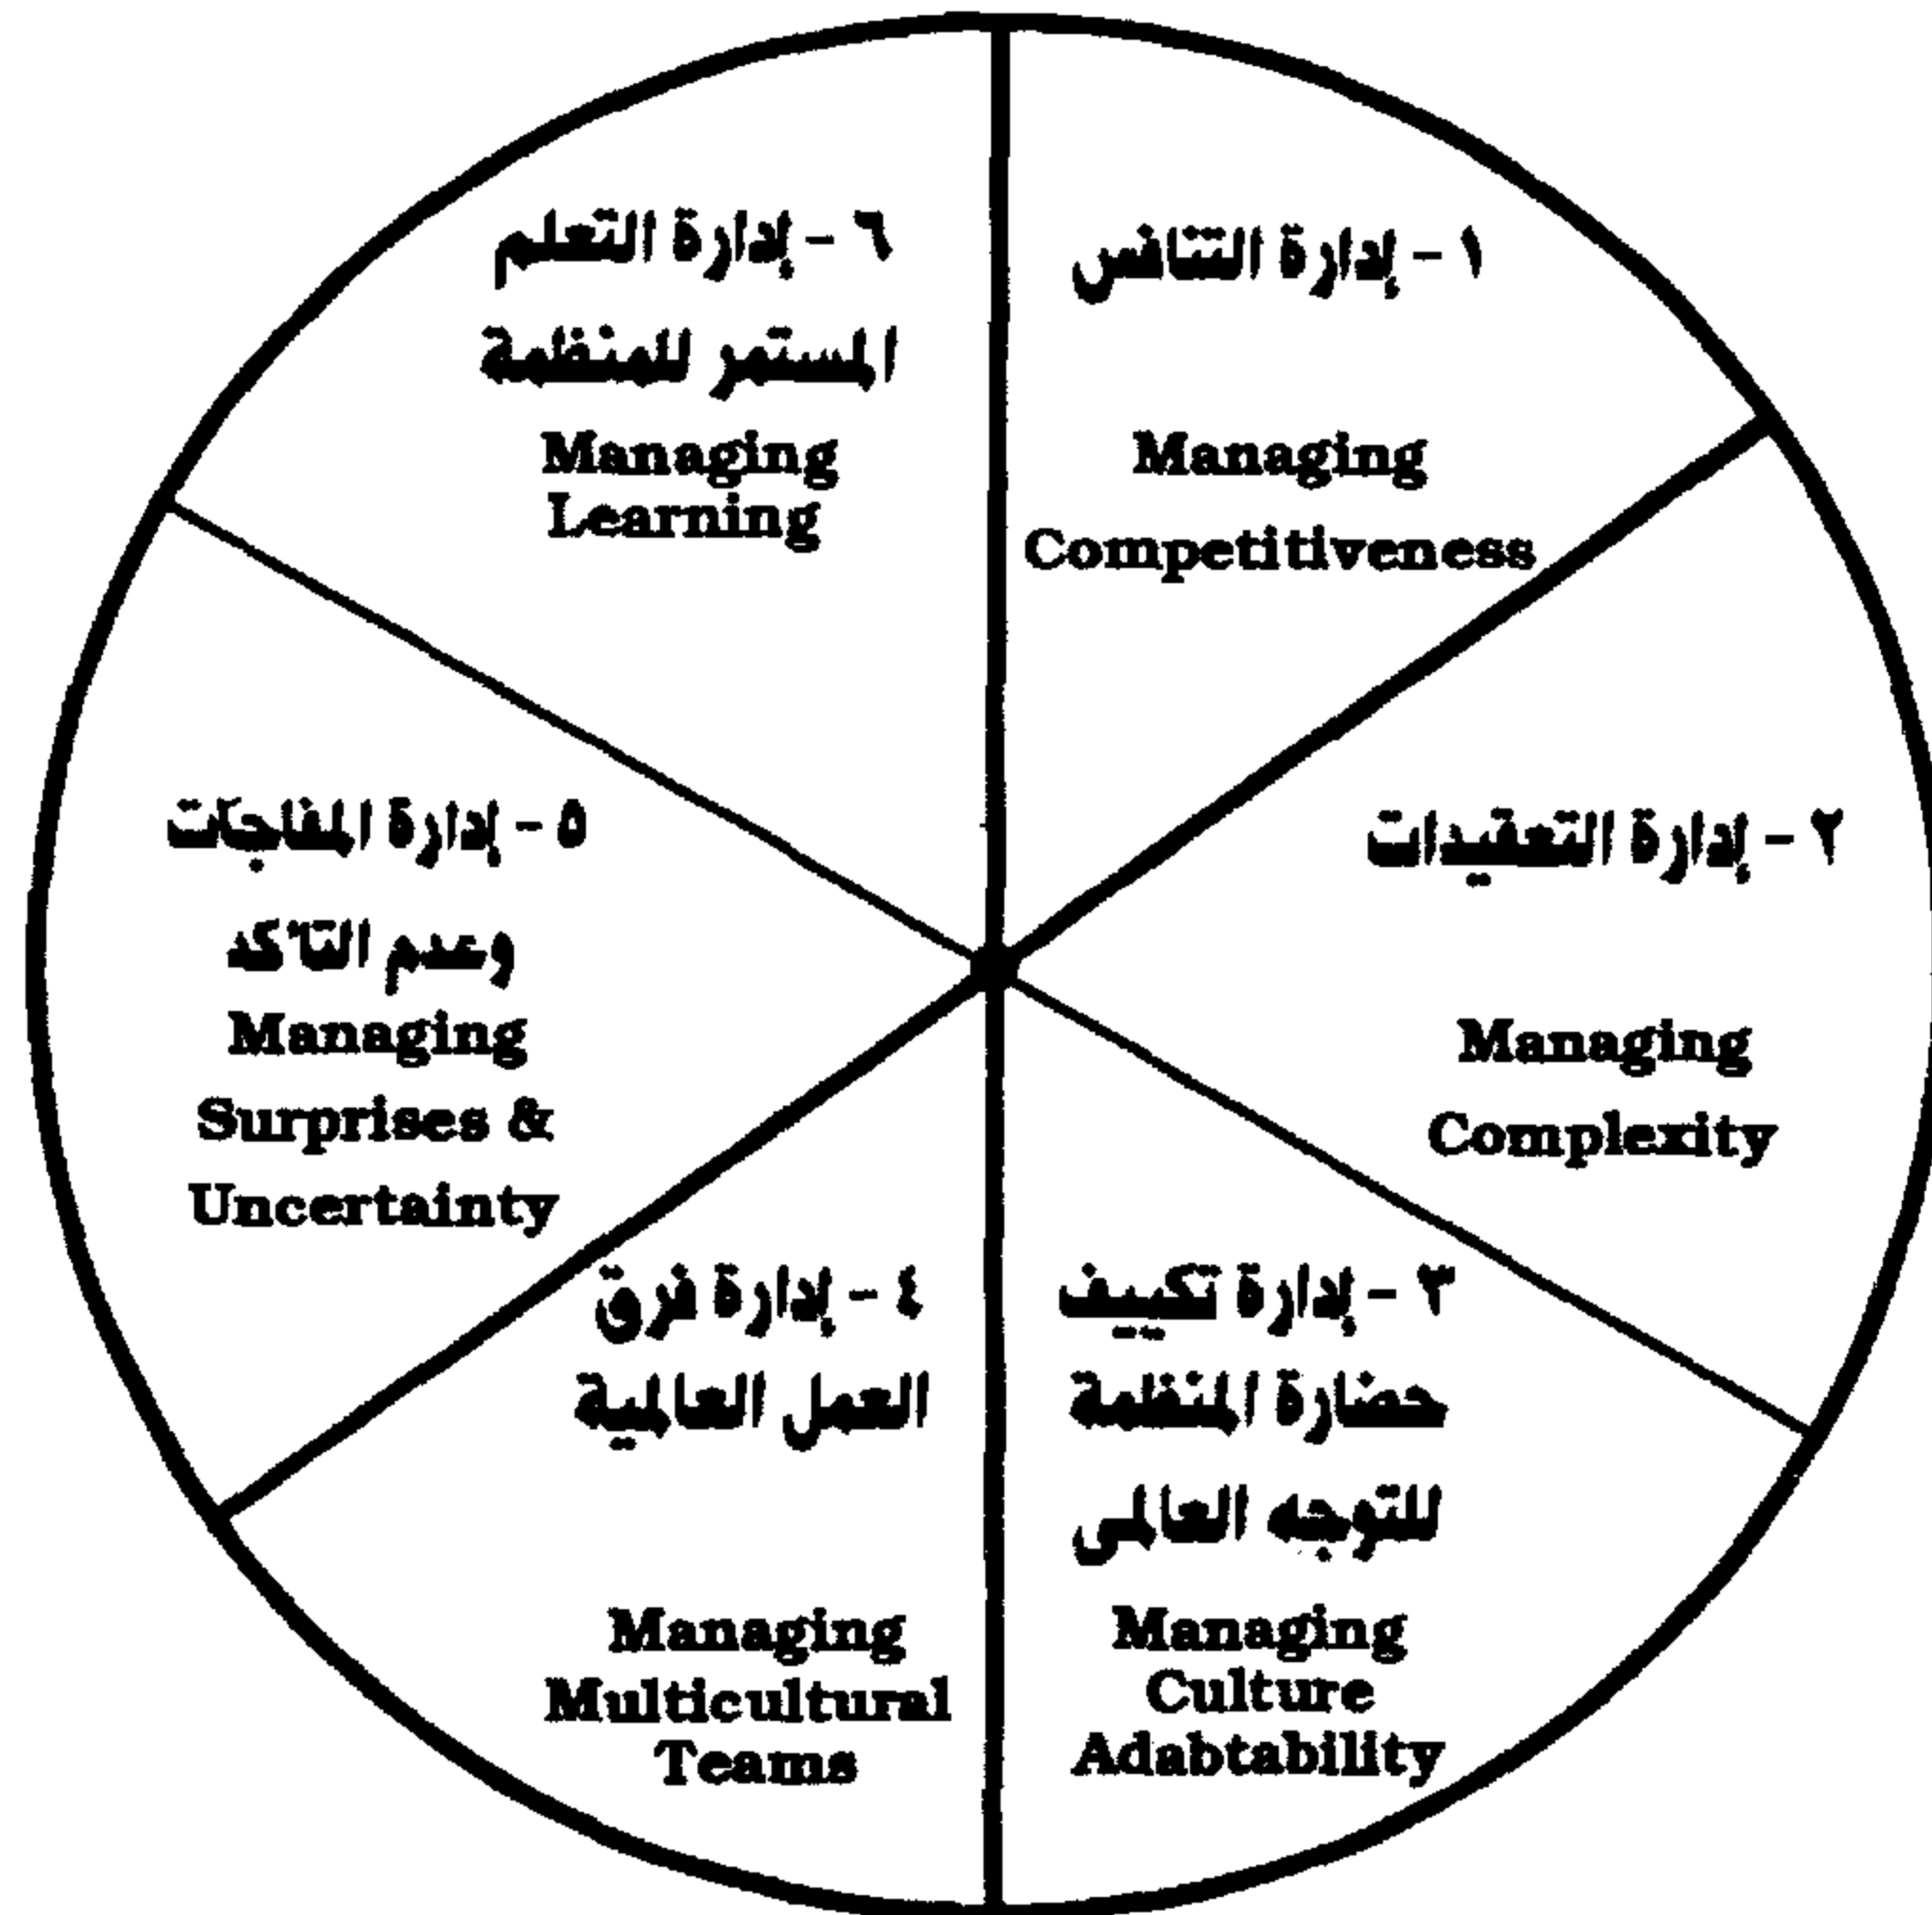 ١ - إدارة التنافس
Managing
Competitiveness
٢ - إدارة التعقيدات
Managing
Complexity
٣ - إدارة تكييف
حضارة المنظمة
للتوجه العالمى
Managing
Culture
Adabtability
٤ - إدارة فرق
العمل العالمية
Managing
Multicultural
Teams
٥ - إدارة المفاجآت
وعدم التأكد
Managing
Surprises &
Uncertainty
٦ - إدارة التعلم
المستمر للمنظمة
Managing
Learning